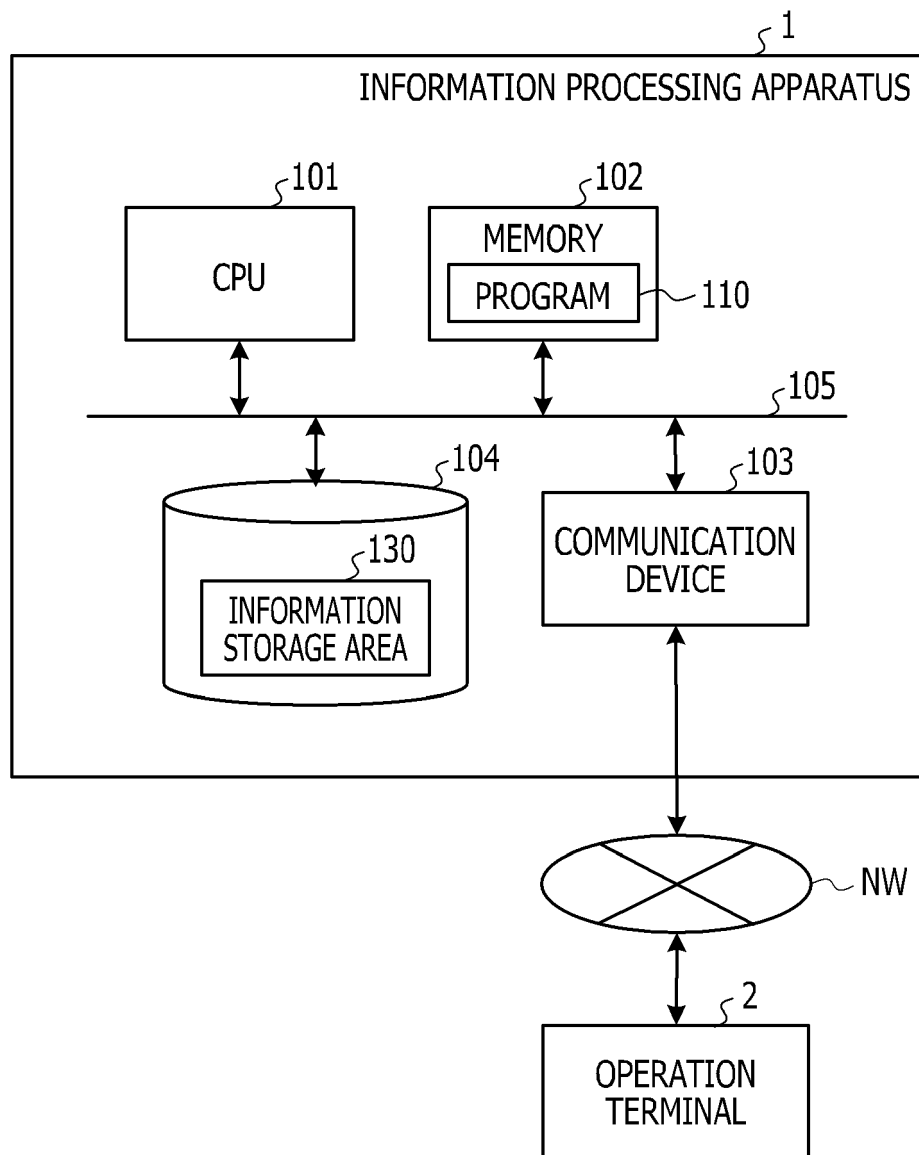 1
INFORMATION PROCESSING APPARATUS
101
102
CPU
MEMORY
PROGRAM
110
105
104
103
130
COMMUNICATION
DEVICE
INFORMATION
STORAGE AREA
NW
2
OPERATION
TERMINAL